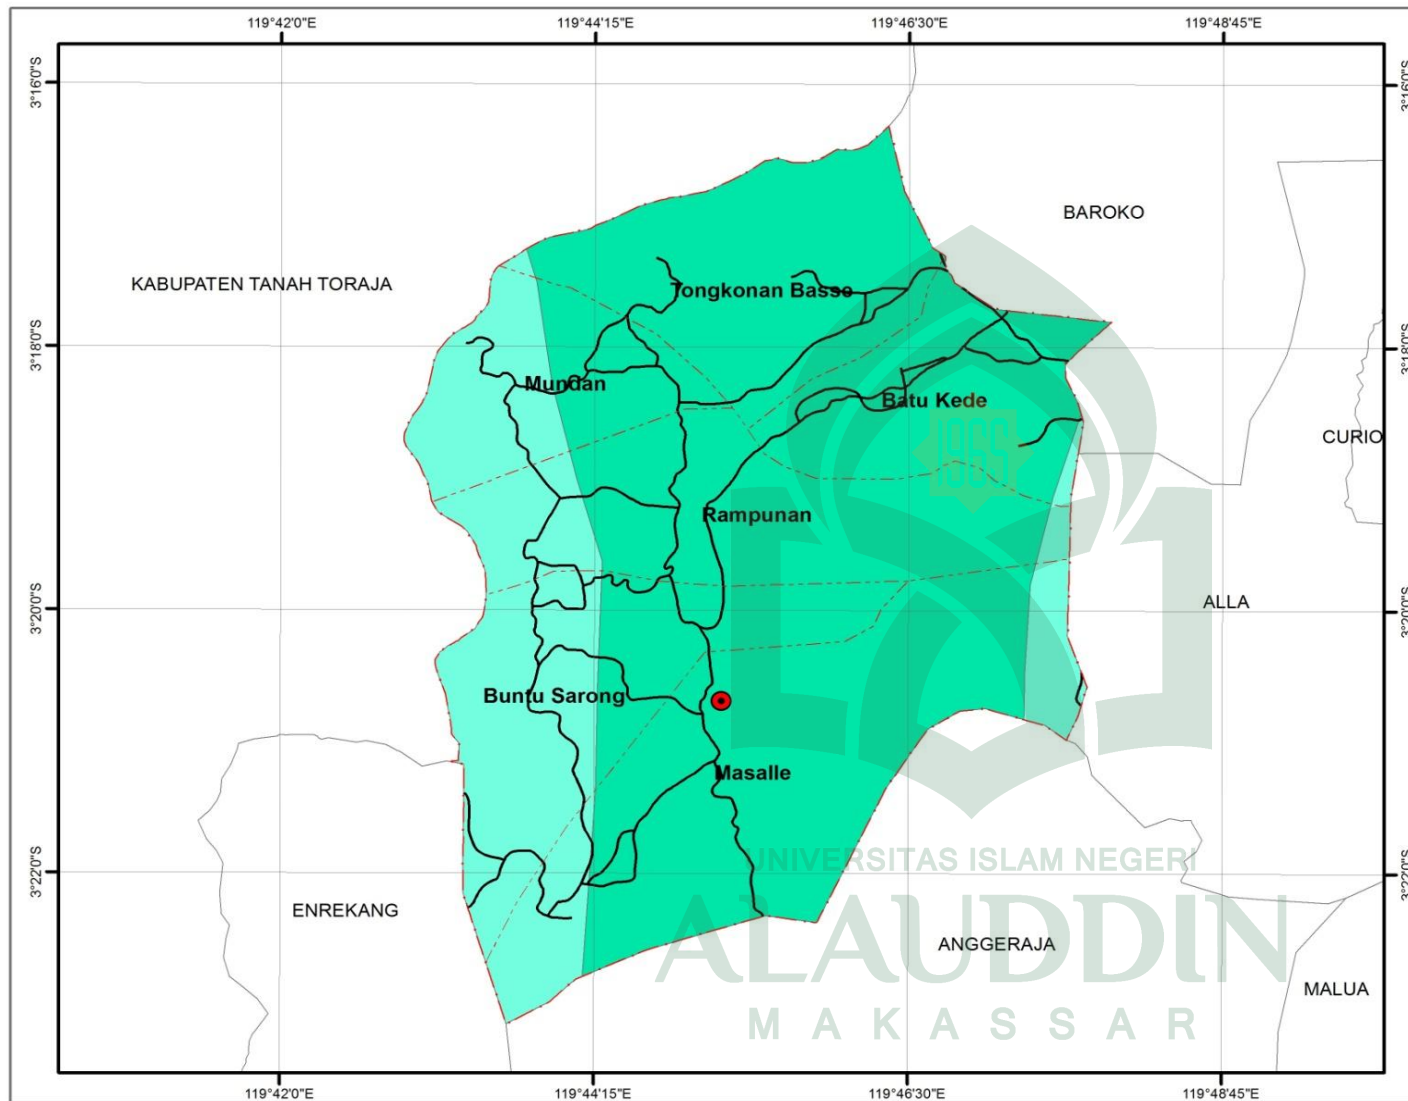 119°42'0"E
119°44'15"E
119°46'30"E
119°48'45"E
3°16'0"S
3°16'0"S
BAROKO
KABUPATEN TANAH TORAJA
Tongkonan Basse
3°18'0"S
3°18'0"S
Mundan
Batu Kede
1965
CURIO
Rampunan
3°20'0"S
3°20'0"S
ALLA
Buntu Sarong
Masalle
UNIVERSITAS ISLAM NEGERI
3°22'0"S
3°22'0"S
ENREKANG
ALAUDDIN
ANGGERAJA
MALUA
MAKASSAR
119°42'0"E
119°44'15"E
119°46'30"E
119°48'45"E